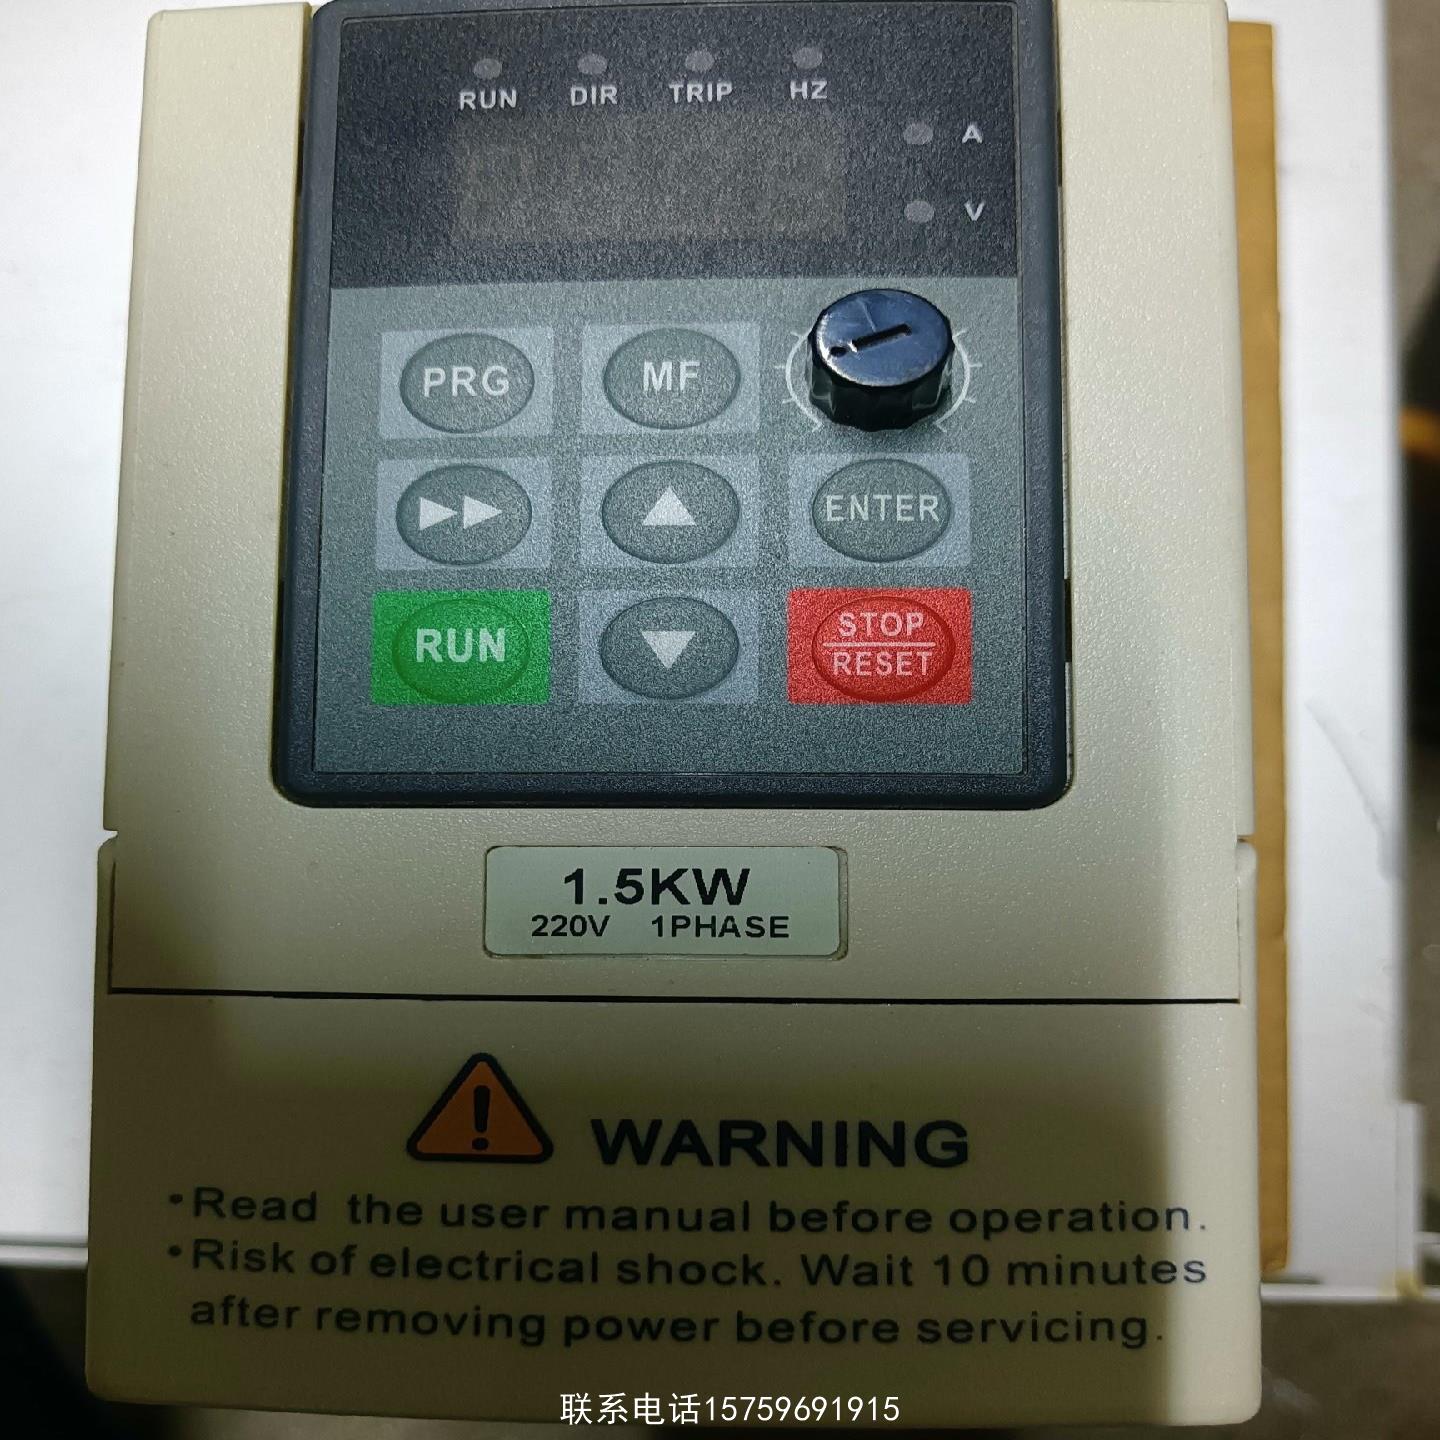 RUN DIR TRIP HZ
A
V
PRG MF
ENTER
RUN
STOP
RESET
1.5KW
220V 1PHASE
WARNING
•Read the user manual before operation.
•Risk of electrical shock. Wait 10 minutes
after removing power before servicing.
联系电话15759691915